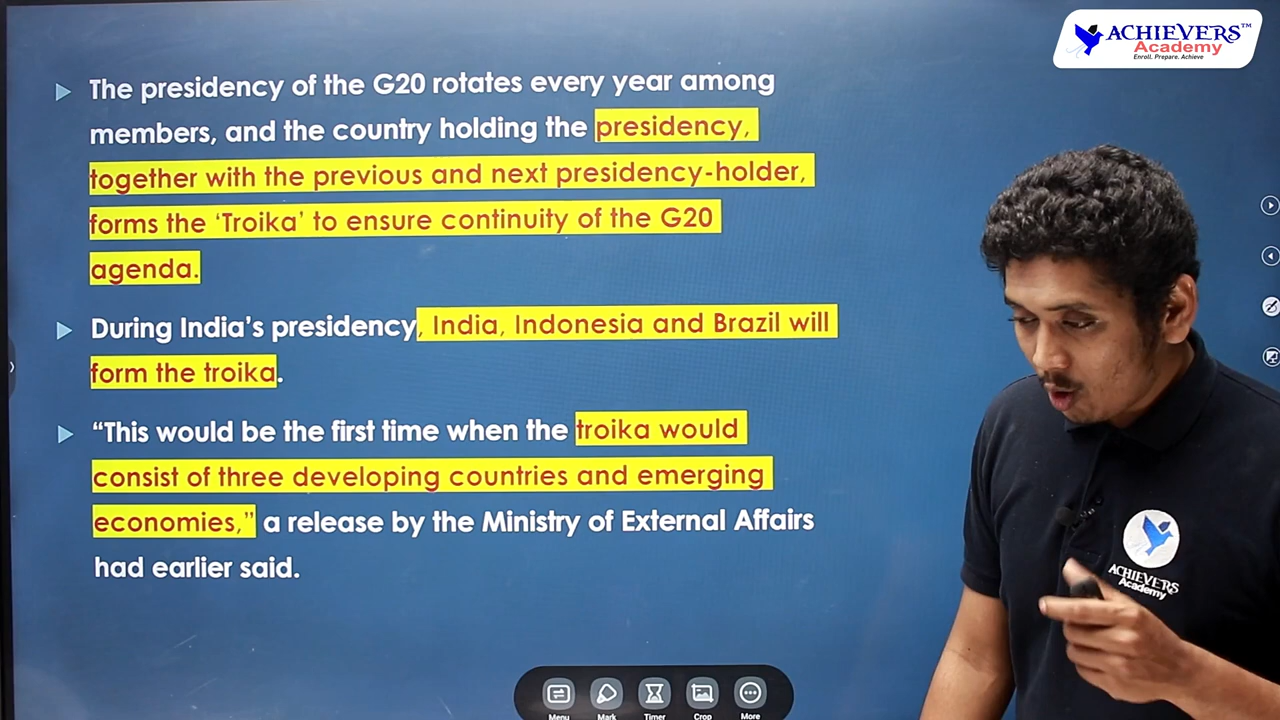 ACHIEVERS™
Academy
Enroll. Prepare. Achieve
The presidency of the G20 rotates every year among
members, and the country holding the presidency,
together with the previous and next presidency-holder,
forms the ‘Troika’ to ensure continuity of the G20
agenda.
During India’s presidency, India, Indonesia and Brazil will
form the troika.
“This would be the first time when the troika would
consist of three developing countries and emerging
economies,” a release by the Ministry of External Affairs
had earlier said.
ACHIEVERS
Academy
Menu Mark Timer Crop More